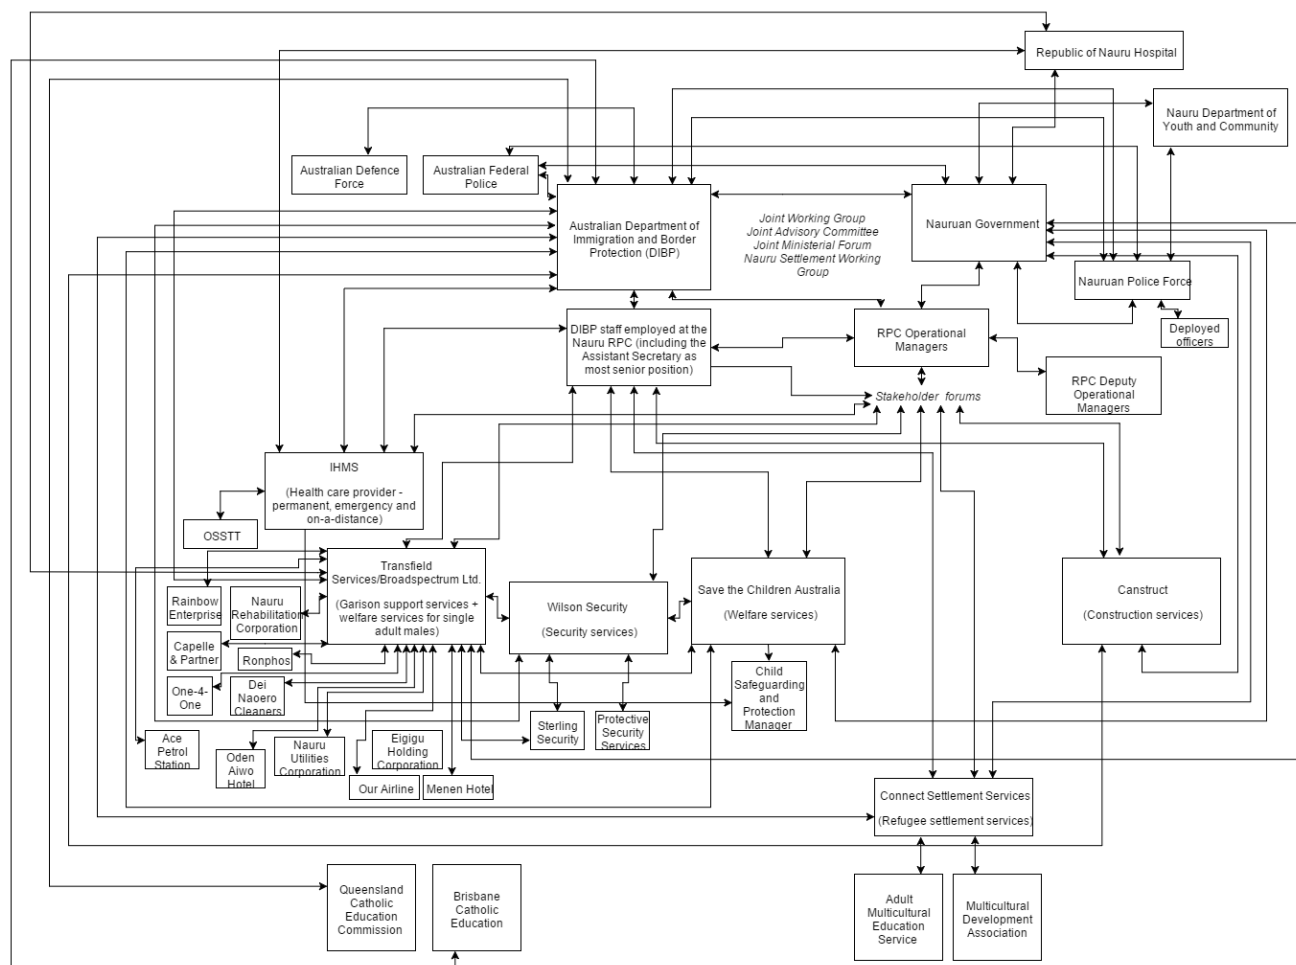 Republic of Nauru Hospital
Nauru Department of
Youth and Community
Australian Defence
Force
Australian Federal
Police
Australian Department of
Immigration and Border
Protection (DIBP)
Joint Working Group
Joint Advisory Committee
Joint Ministerial Forum
Nauru Settlement Working
Group
Nauruan Government
Nauruan Police Force
Deployed
officers
DIBP staff employed at the
Nauru RPC (including the
Assistant Secretary as
most senior position)
RPC Operational
Managers
RPC Deputy
Operational
Managers
Stakeholder forums
IHMS
(Health care provider -
permanent, emergency and
on-a-distance)
OSSTT
Transfield
Services/Broadspectrum Ltd.
(Garison support services +
welfare services for single
adult males)
Wilson Security
(Security services)
Save the Children Australia
(Welfare services)
Canstruct
(Construction services)
Rainbow
Enterprise
Nauru
Rehabilitation
Corporation
Capelle
& Partner
Ronphos
One-4-
One
Dei
Naoero
Cleaners
Child
Safeguarding
and
Protection
Manager
Ace
Petrol
Station
Oden
Aiwo
Hotel
Nauru
Utilities
Corporation
Eigigu
Holding
Corporation
Our Airline
Menen Hotel
Sterling
Security
Protective
Security
Services
Connect Settlement Services
(Refugee settlement services)
Queensland
Catholic
Education
Commission
Brisbane
Catholic
Education
Adult
Multicultural
Education
Service
Multicultural
Development
Association